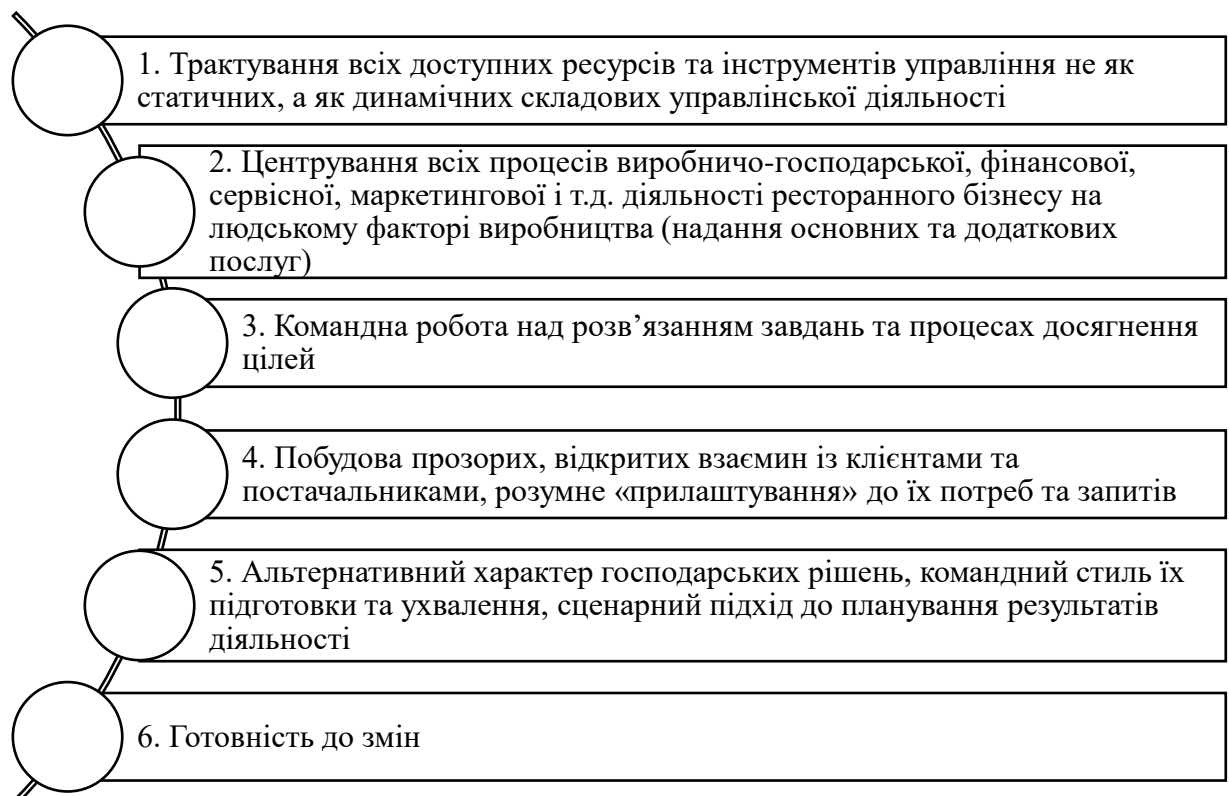 1. Трактування всіх доступних ресурсів та інструментів управління не як
статичних, а як динамічних складових управлінської діяльності
2. Центрування всіх процесів виробничо-господарської, фінансової,
сервісної, маркетингової і т.д. діяльності ресторанного бізнесу на
людському факторі виробництва (надання основних та додаткових
послуг)
3. Командна робота над розв’язанням завдань та процесах досягнення
цілей
4. Побудова прозорих, відкритих взаємин із клієнтами та
постачальниками, розумне «прилаштування» до їх потреб та запитів
5. Альтернативний характер господарських рішень, командний стиль їх
підготовки та ухвалення, сценарний підхід до планування результатів
діяльності
6. Готовність до змін